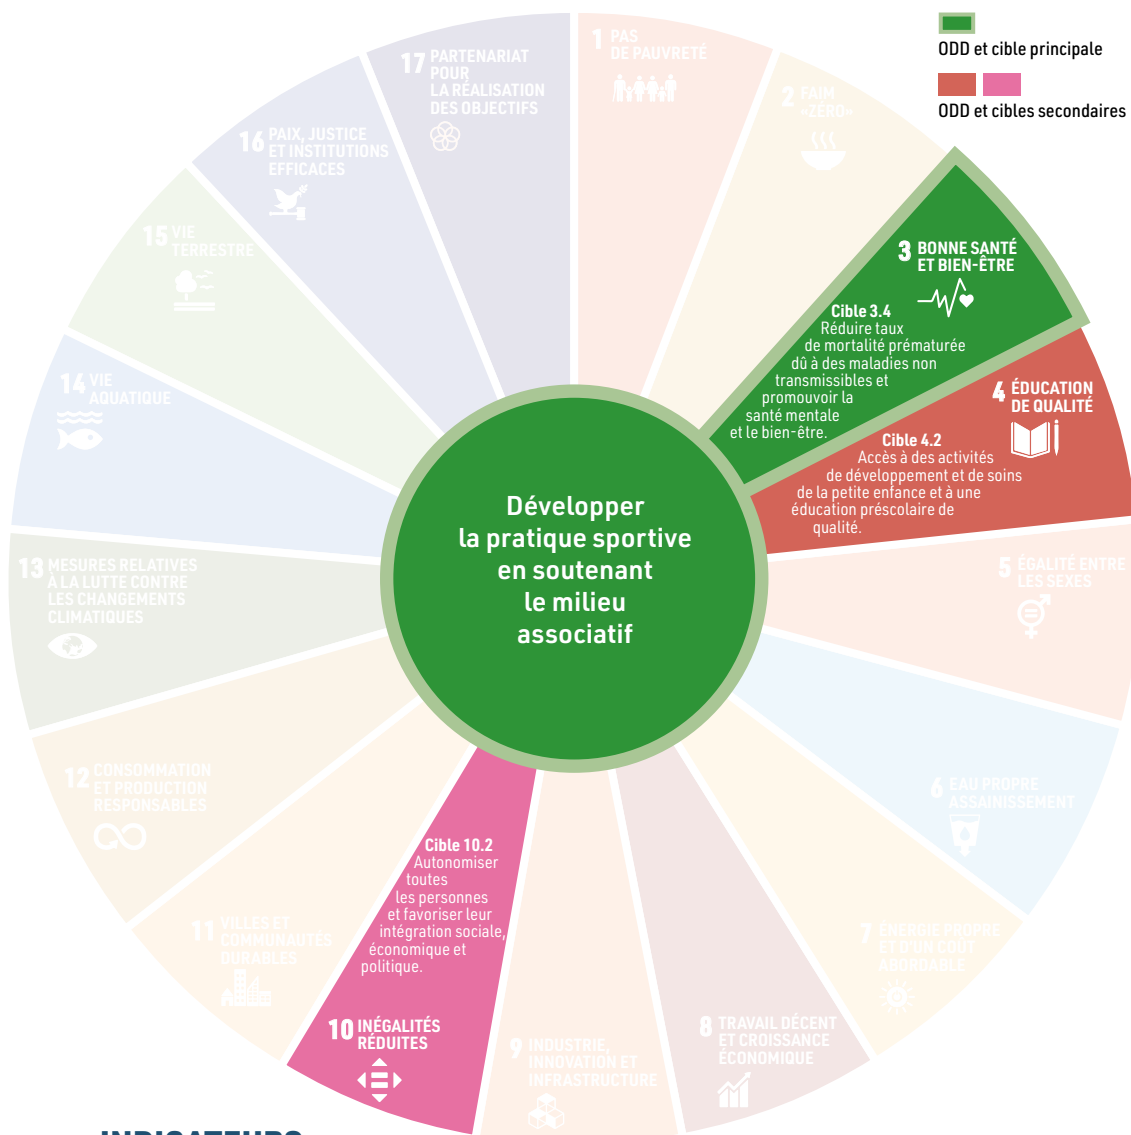 ODD et cible principale
ODD et cibles secondaires
1 PAS
DE PAUVRETÉ
2 FAIM
«ZÉRO»
3 BONNE SANTÉ
ET BIEN-ÊTRE
Cible 3.4
Réduire taux
de mortalité prématurée
dû à des maladies non
transmissibles et
promouvoir la
santé mentale
et le bien-être.
4 ÉDUCATION
DE QUALITÉ
Cible 4.2
Accès à des activités
de développement et de soins
de la petite enfance et à une
éducation préscolaire de
qualité.
5 ÉGALITÉ ENTRE
LES SEXES
6 EAU PROPRE
ASSAINISSEMENT
7 ÉNERGIE PROPRE
ET D'UN COÛT
ABORDABLE
8 TRAVAIL DÉCENT
ET CROISSANCE
ÉCONOMIQUE
9 INDUSTRIE,
INNOVATION ET
INFRASTRUCTURE
Cible 10.2
Autonomiser
toutes
les personnes
et favoriser leur
intégration sociale,
économique et
politique.
10 INÉGALITÉS
RÉDUITES
11 VILLES ET
COMMUNAUTÉS
DURABLES
12 CONSOMMATION
ET PRODUCTION
RESPONSABLES
13 MESURES RELATIVES
À LA LUTTE CONTRE
LES CHANGEMENTS
CLIMATIQUES
14 VIE
AQUATIQUE
15 VIE
TERRESTRE
16 PAIX, JUSTICE
ET INSTITUTIONS
EFFICACES
17 PARTENARIAT
POUR
LA RÉALISATION
DES OBJECTIFS
Développer
la pratique sportive
en soutenant
le milieu
associatif
INDICATEURS